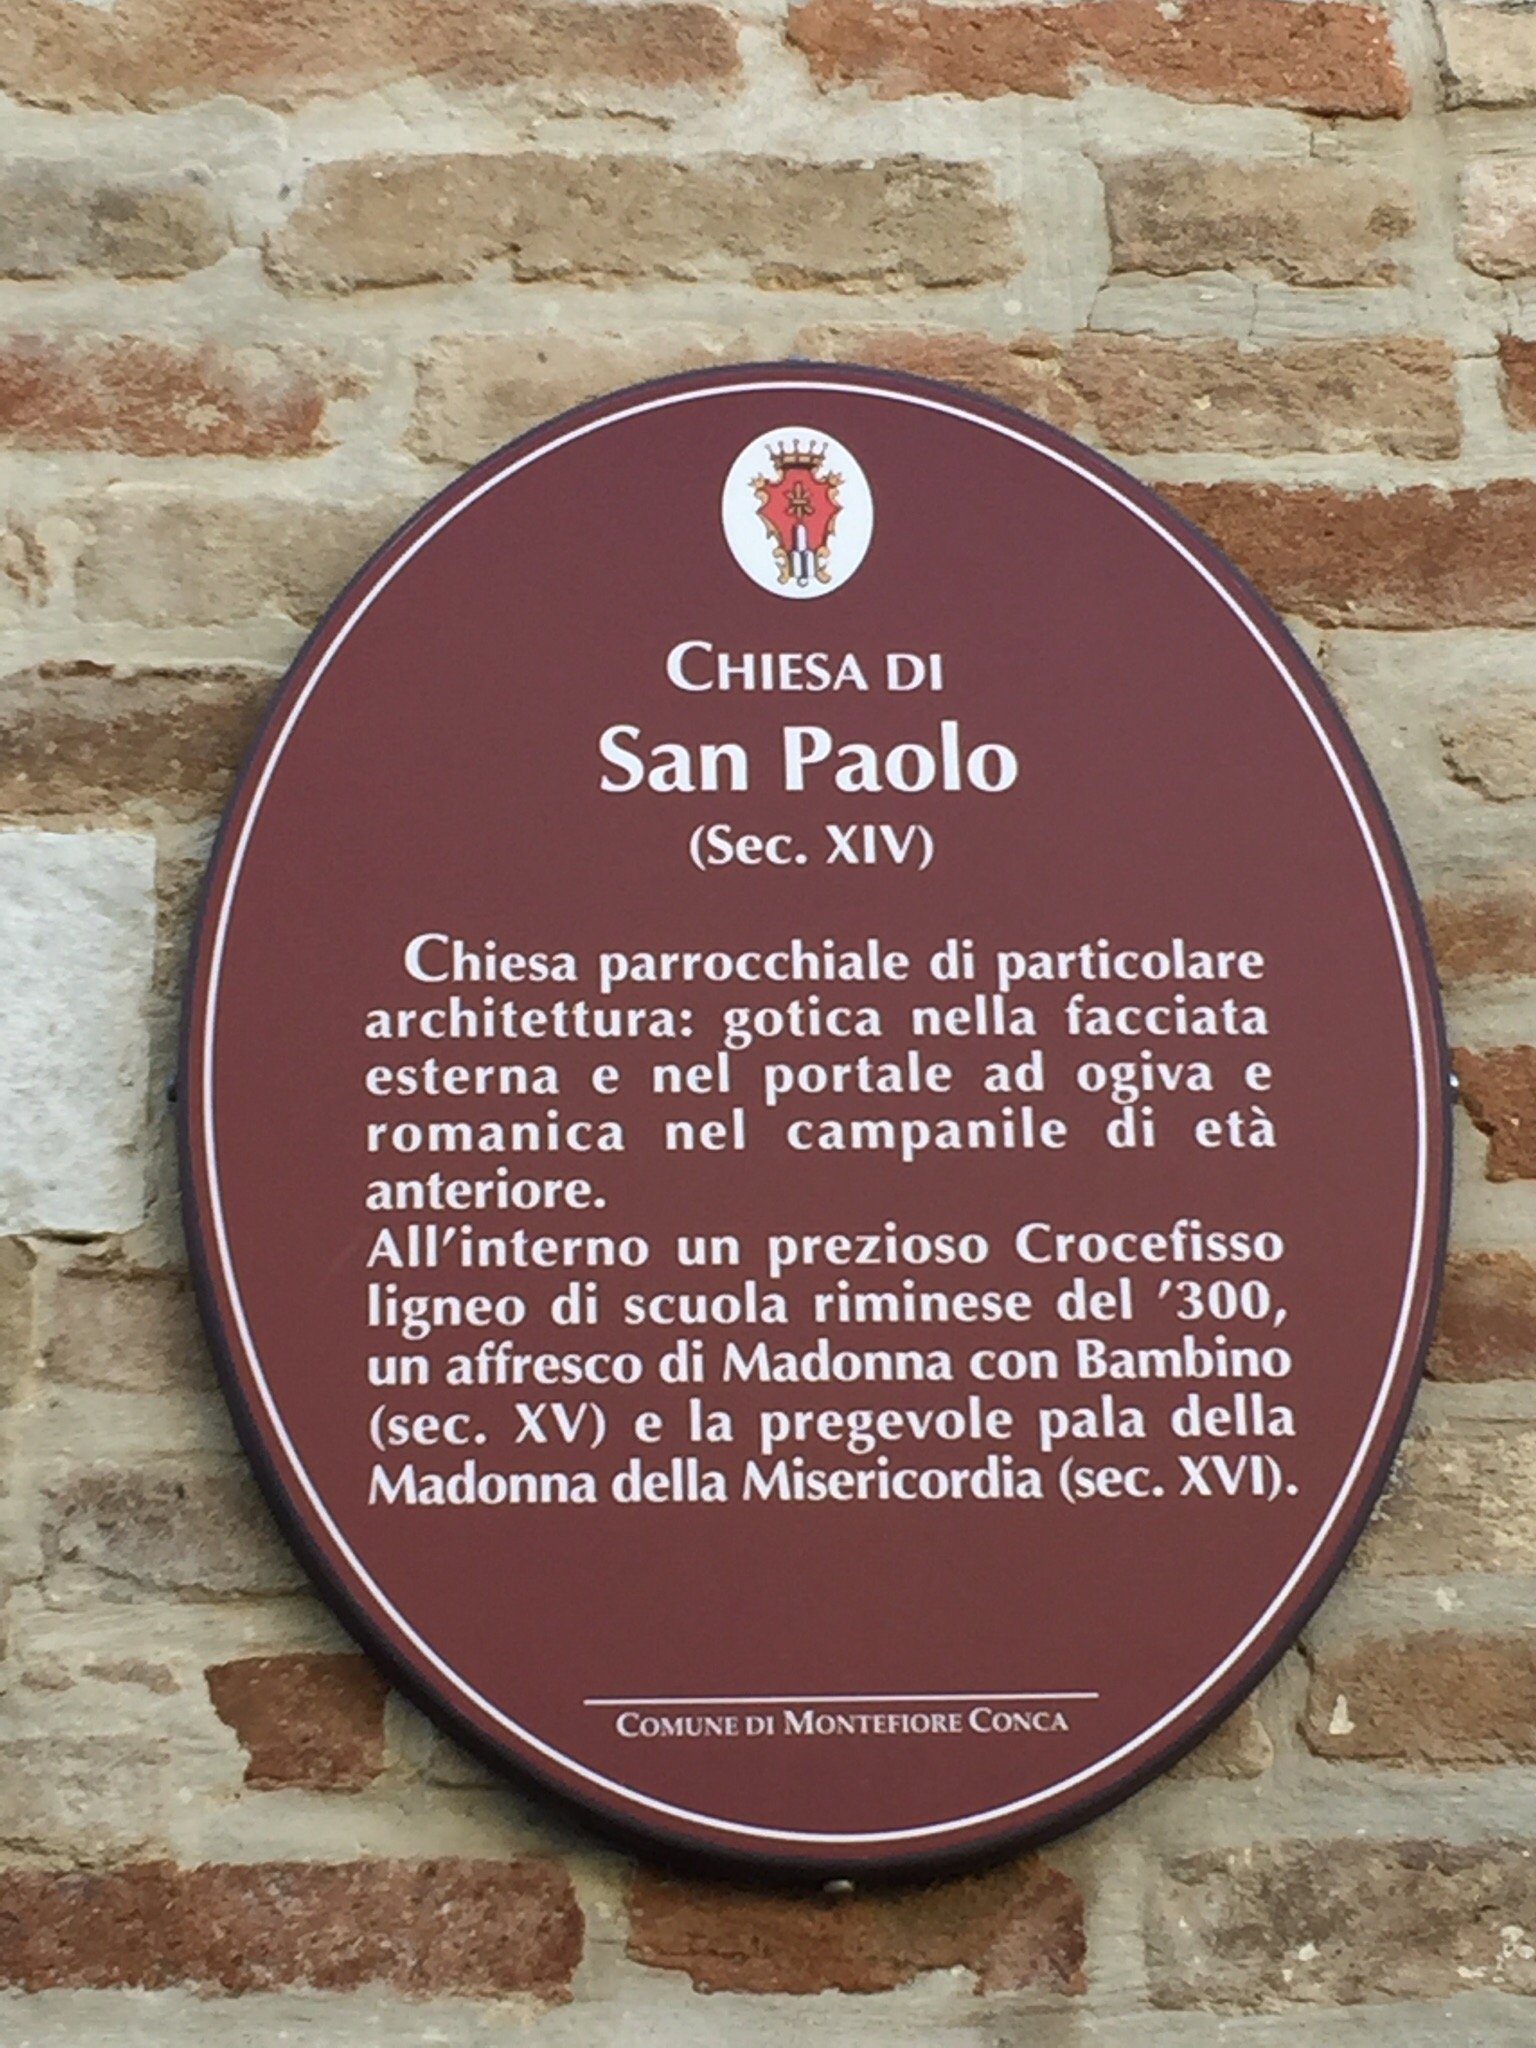 CHIESA DI
San Paolo
(Sec. XIV)
Chiesa parrocchiale di particolare
architettura: gotica nella facciata
esterna e nel portale ad ogiva e
romanica nel campanile di età
anteriore.
All'interno un prezioso Crocefisso
ligneo di scuola riminese del '300,
un affresco di Madonna con Bambino
(sec. XV) e la pregevole pala della
Madonna della Misericordia (sec. XVI).
COMUNE DI MONTEFIORE CONCA